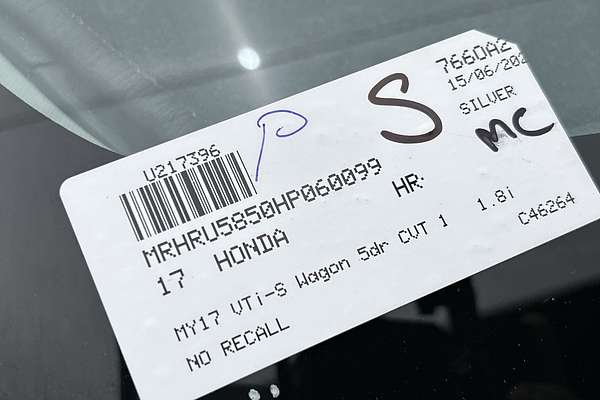 766DA2
15/06/202
SILVER
P
S
MC
U217396
MRHRU5850HP060099
17 HONDA HR-
MY17 VTi-S Wagon 5dr CVT 1 1.8i
NO RECALL
C46264